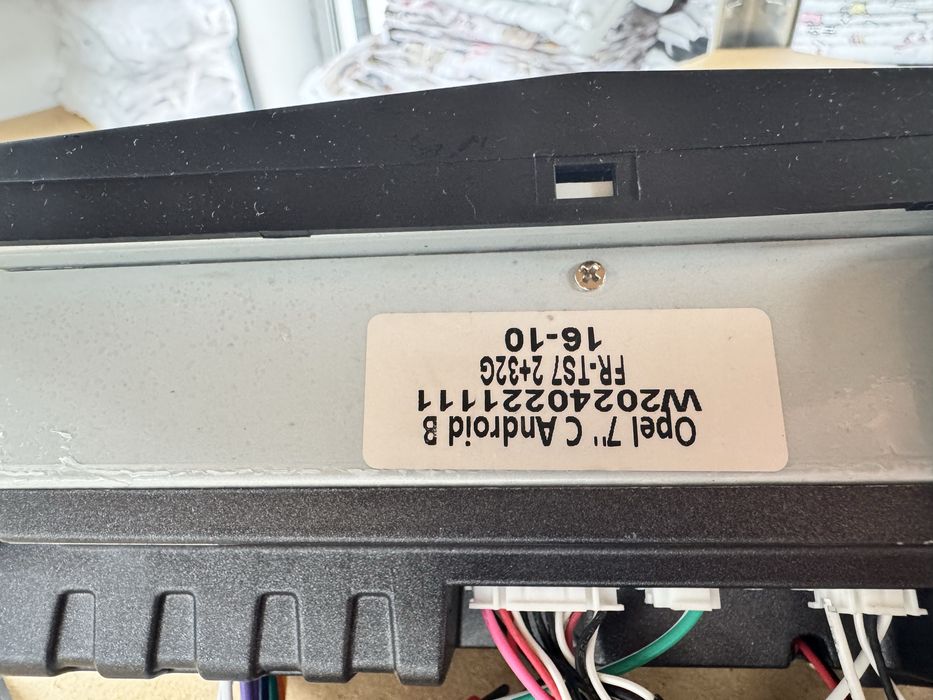 Opel 7" C Android B
W20240221111
FR-TS7 2+32G
16-10